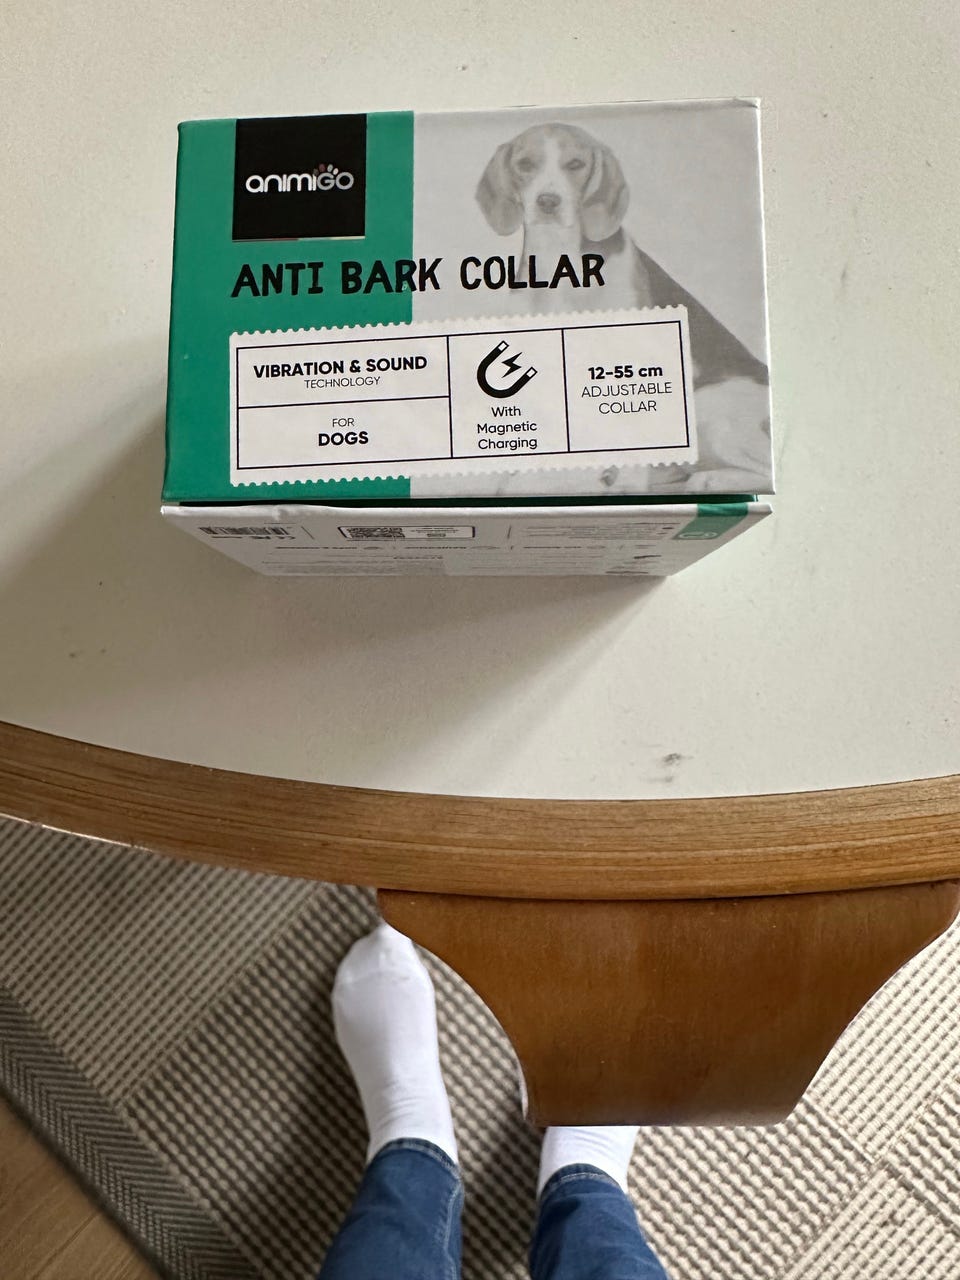 animiGO
ANTI BARK COLLAR
VIBRATION & SOUND
TECHNOLOGY
FOR
DOGS
With
Magnetic
Charging
12-55 cm
ADJUSTABLE
COLLAR